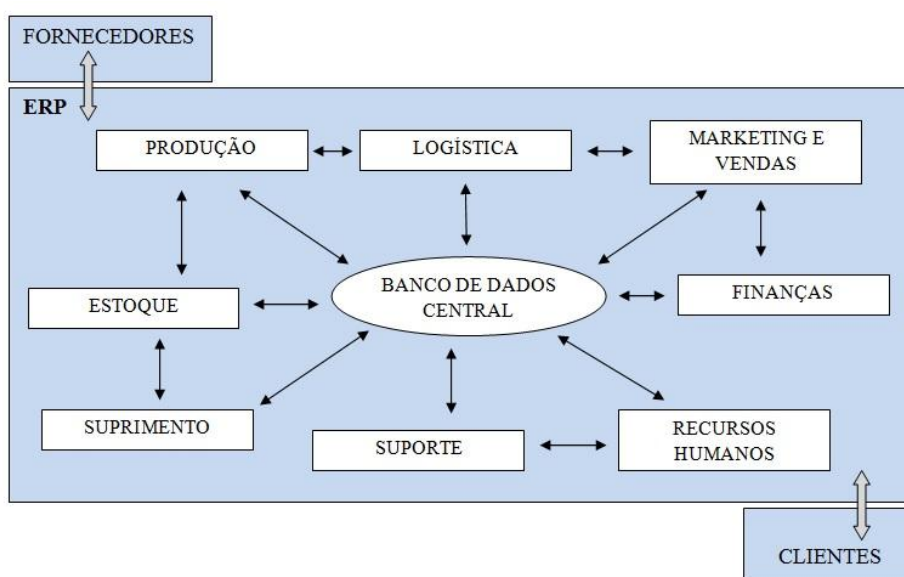 FORNECEDORES
ERP
PRODUÇÃO
LOGÍSTICA
MARKETING E
VENDAS
BANCO DE DADOS
CENTRAL
ESTOQUE
FINANÇAS
SUPRIMENTO
SUPORTE
RECURSOS
HUMANOS
CLIENTES